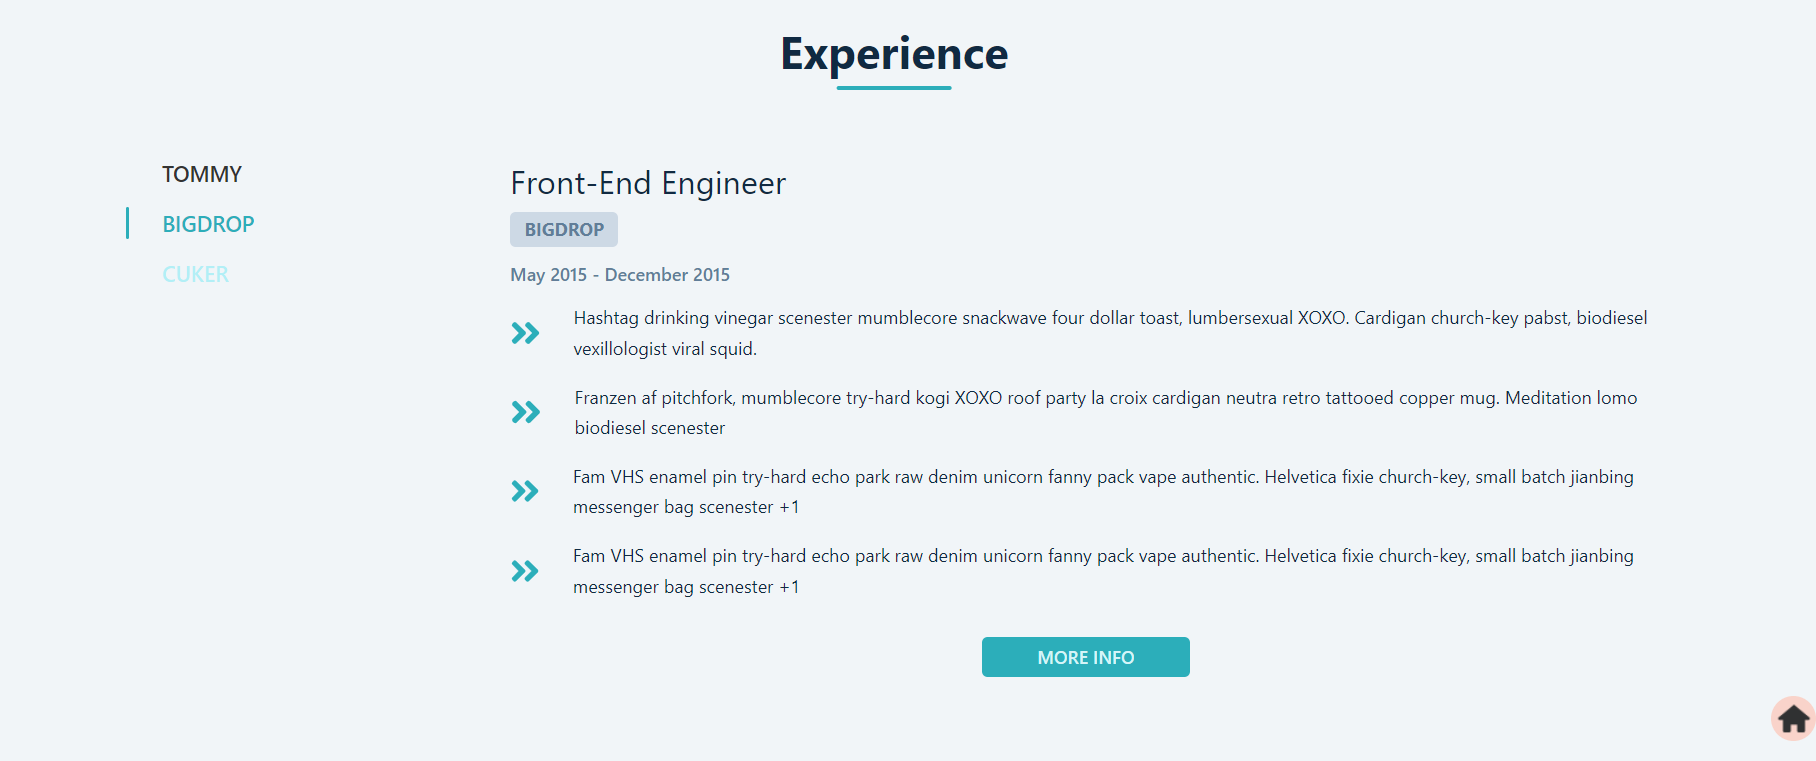 Experience
TOMMY
BIGDROP
CUKER
Front-End Engineer
BIGDROP
May 2015 - December 2015
Hashtag drinking vinegar scenester mumblecore snackwave four dollar toast, lumbersexual XOXO. Cardigan church-key pabst, biodiesel
vexillologist viral squid.
Franzen af pitchfork, mumblecore try-hard kogi XOXO roof party la croix cardigan neutra retro tattooed copper mug. Meditation lomo
biodiesel scenester
Fam VHS enamel pin try-hard echo park raw denim unicorn fanny pack vape authentic. Helvetica fixie church-key, small batch jianbing
messenger bag scenester +1
Fam VHS enamel pin try-hard echo park raw denim unicorn fanny pack vape authentic. Helvetica fixie church-key, small batch jianbing
messenger bag scenester +1
MORE INFO